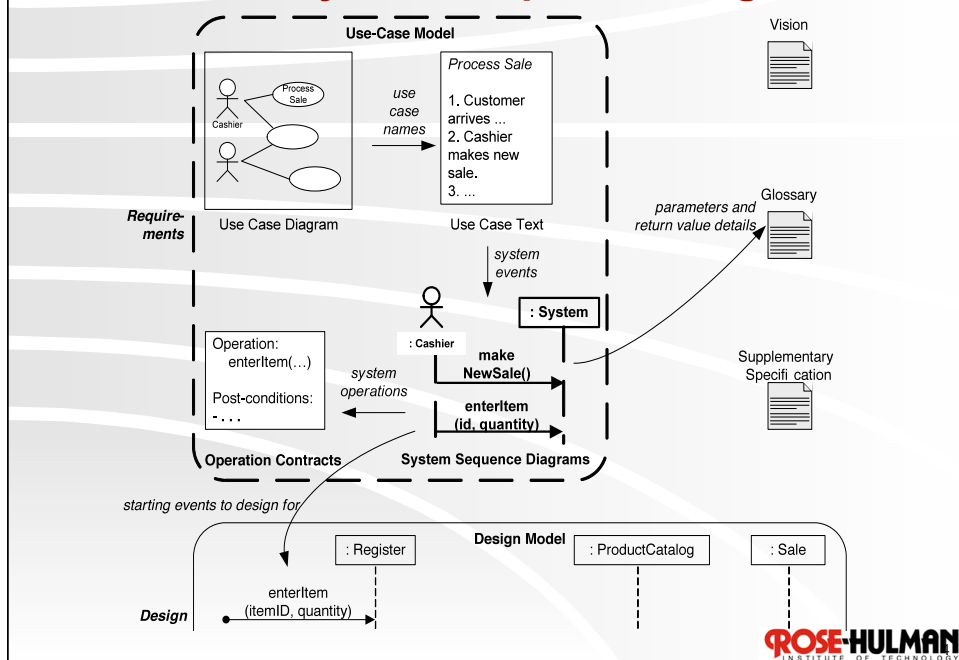 Use-Case Model
Vision
Process
Sale
Cashier
use
case
names
Process Sale
1. Customer
arrives ...
2. Cashier
makes new
sale.
3. ...
Require-
ments
Use Case Diagram
Use Case Text
parameters and
return value details
Glossary
system
events
: System
: Cashier
make
NewSale()
enterItem
(id, quantity)
Operation:
enterItem(…)
Post-conditions:
- . . .
system
operations
Supplementary
Specifi cation
Operation Contracts
System Sequence Diagrams
starting events to design for
Design Model
: Register
: ProductCatalog
: Sale
enterItem
(itemID, quantity)
Design
ROSE-HULMAN
INSTITUTE OF TECHNOLOGY